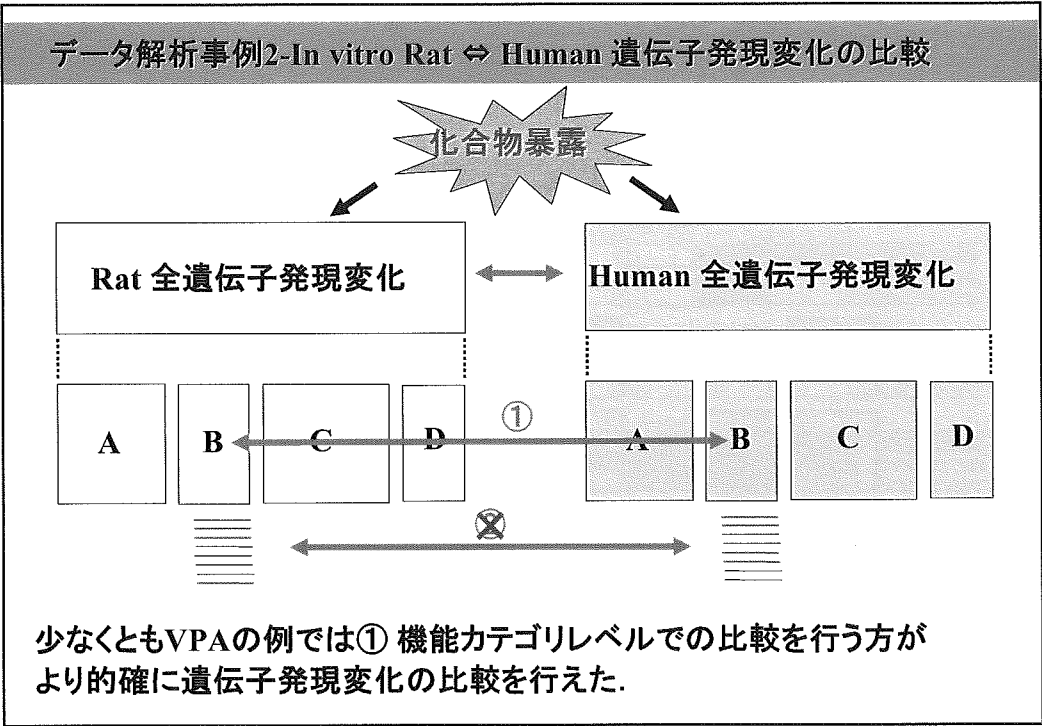 データ解析事例2-In vitro Rat ⇔ Human 遺伝子発現変化の比較
化合物暴露
Rat 全遺伝子発現変化
Human 全遺伝子発現変化
A
B
C
D
①
A
B
C
D
②
少なくともVPAの例では① 機能カテゴリレベルでの比較を行う方が
より的確に遺伝子発現変化の比較を行えた.